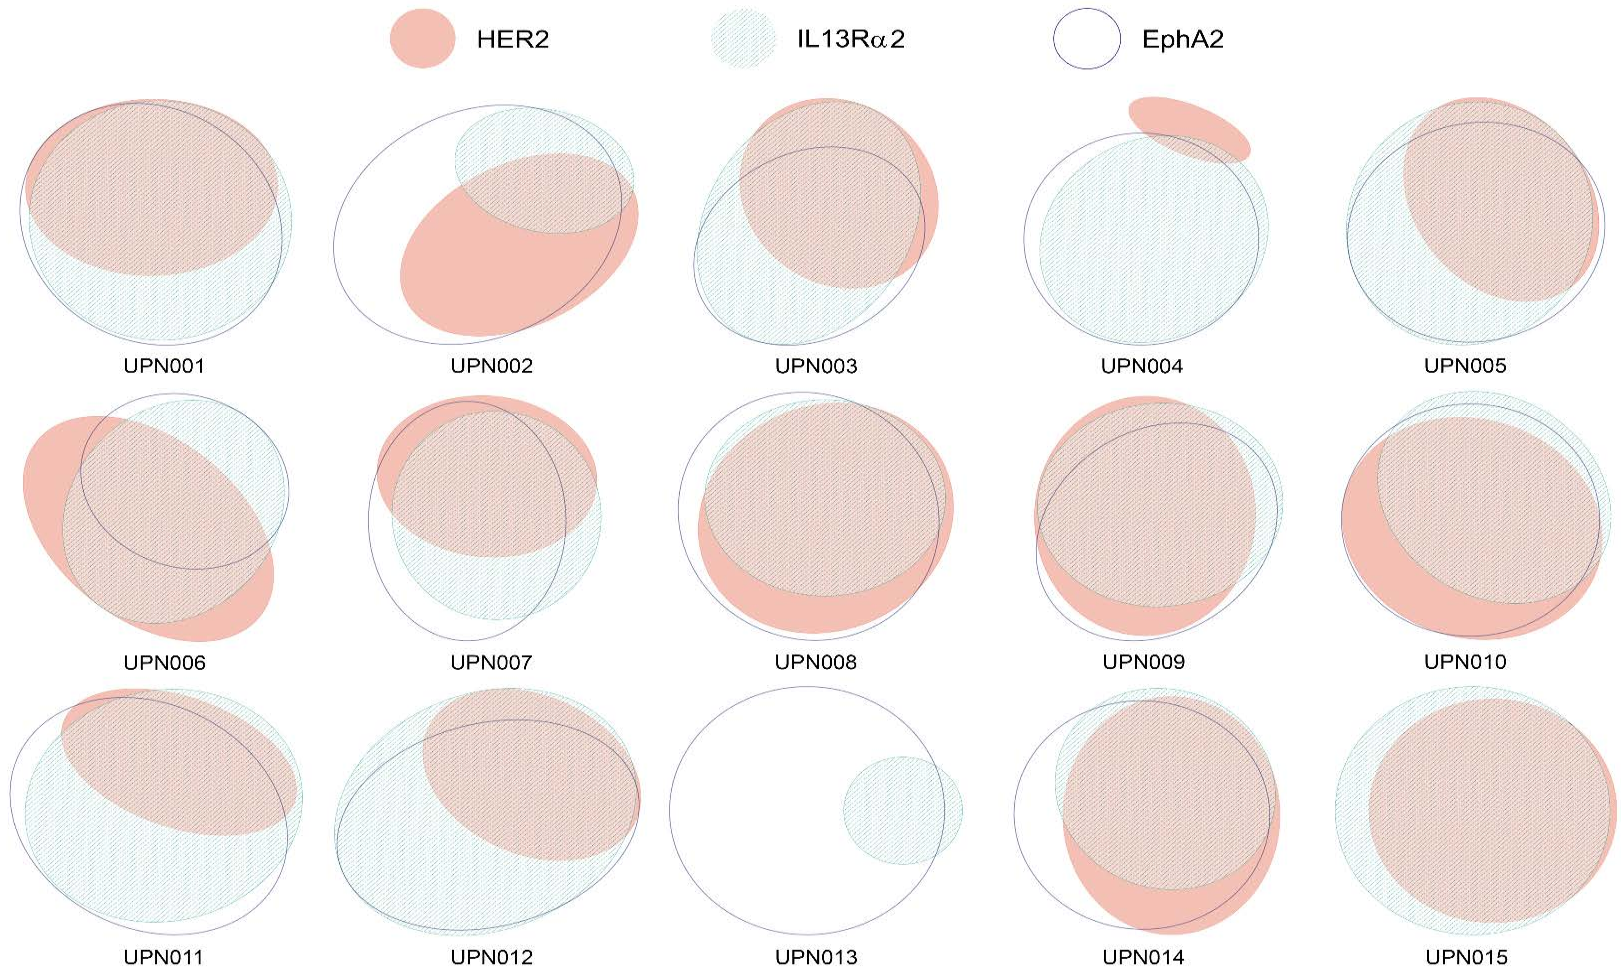 HER2 IL13Rα2 EphA2
UPN001 UPN002 UPN003 UPN004 UPN005
UPN006 UPN007 UPN008 UPN009 UPN010
UPN011 UPN012 UPN013 UPN014 UPN015